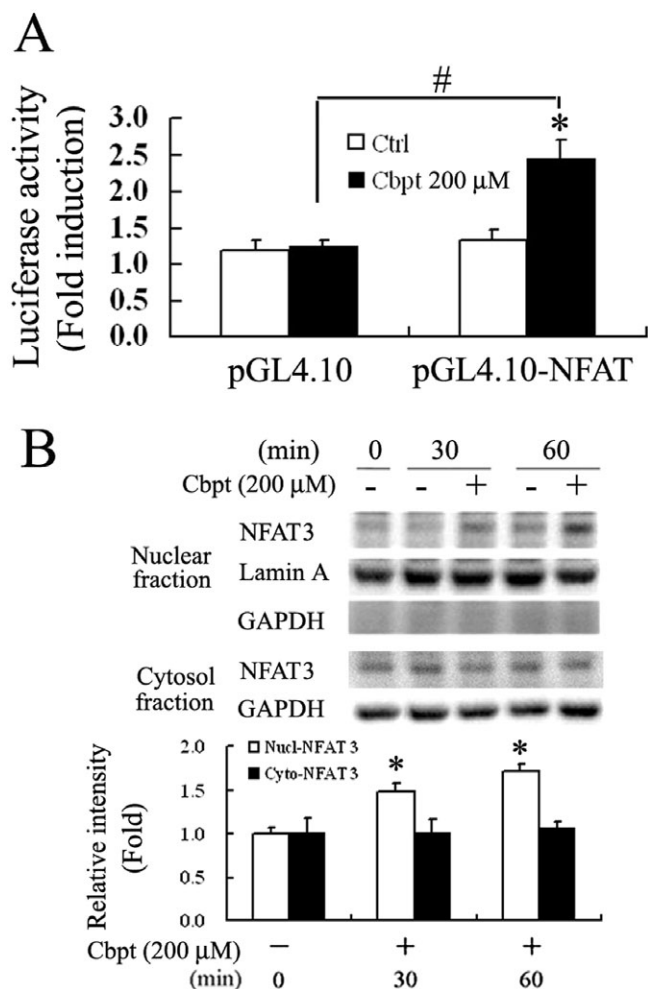 A
Luciferase activity
(Fold induction)
#
*
3.0
2.5
2.0
1.5
1.0
0.5
0.0
Ctrl
Cbpt 200 µM
pGL4.10 pGL4.10-NFAT
B
(min) 0 30 60
Cbpt (200 µM) - - + - +
Nuclear
fraction
NFAT3
Lamin A
GAPDH
Cytosol
fraction
NFAT3
GAPDH
Relative intensity
(Fold)
2.0
1.5
1.0
0.5
0.0
Nucl-NFAT3
Cyto-NFAT3
* *
Cbpt (200 µM) − + +
(min) 0 30 60